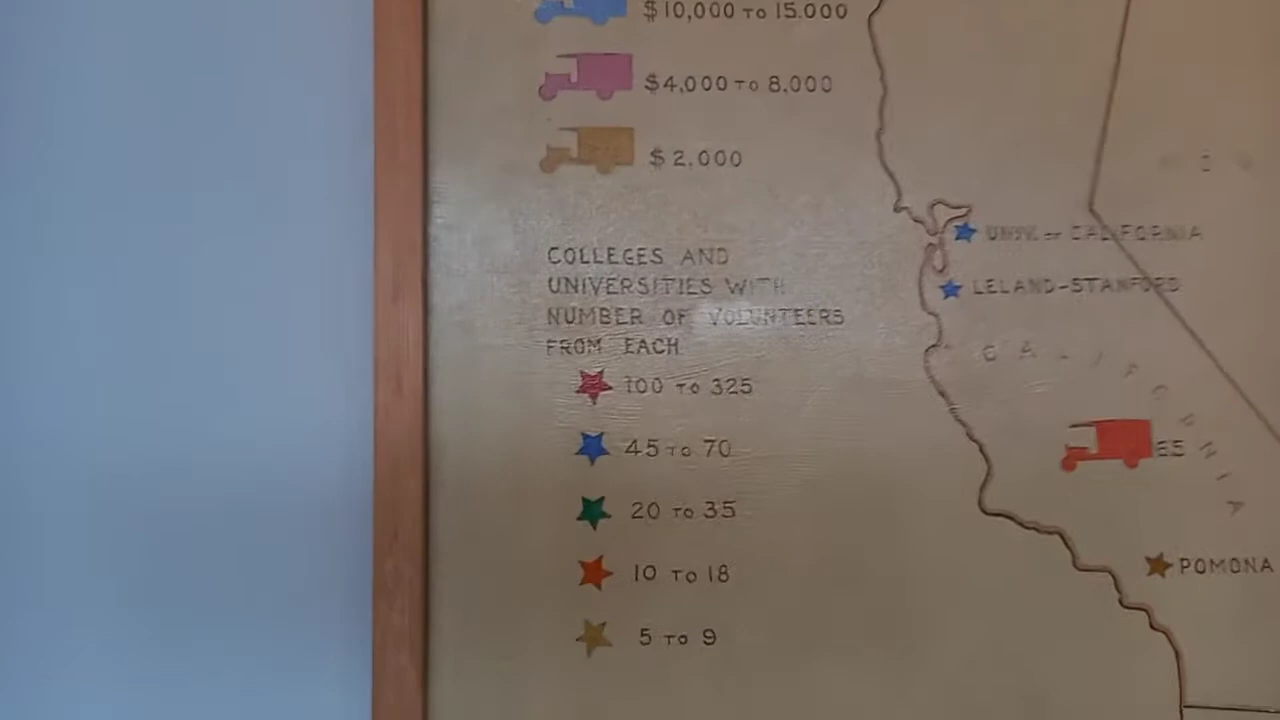 $10,000 TO 15.000
$4,000 TO 8,000
$2,000
COLLEGES AND
UNIVERSITIES WITH
NUMBER OF VOLUNTEERS
FROM EACH
100 TO 325
45 TO 70
20 TO 35
10 TO 18
5 TO 9
UNIV. OF CALIFORNIA
LELAND-STANFORD
CALIFORNIA
65
POMONA